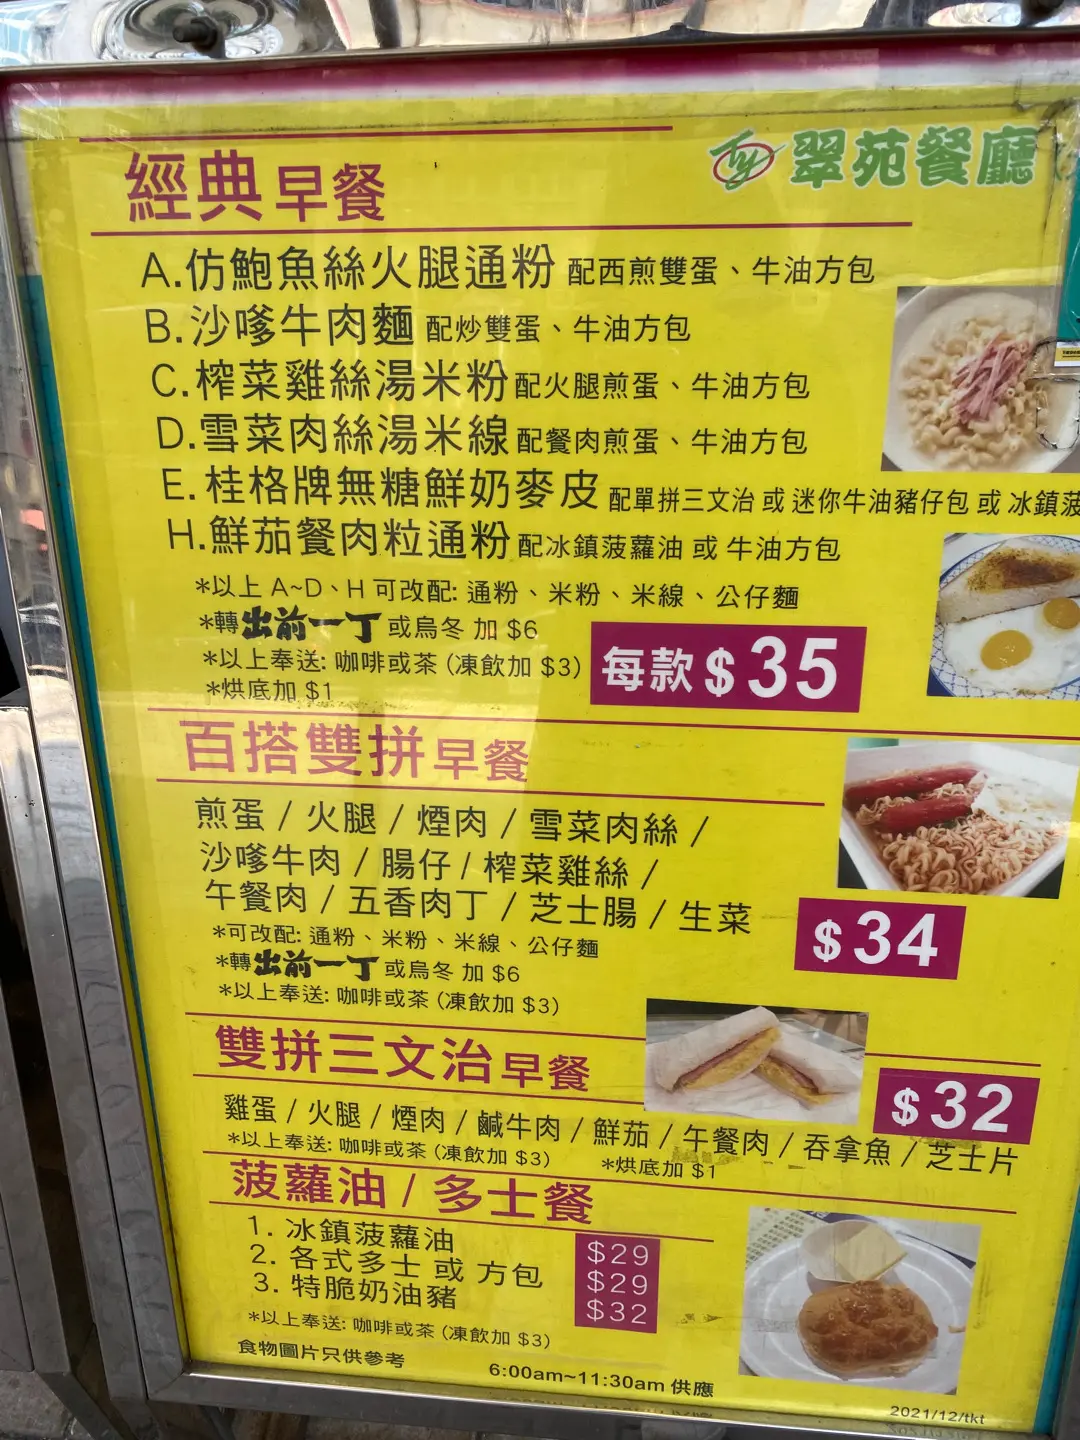 翠苑餐廳
經典早餐
A.仿鮑魚絲火腿通粉 配西煎雙蛋、牛油方包
B.沙嗲牛肉麵 配炒雙蛋、牛油方包
C.榨菜雞絲湯米粉 配火腿煎蛋、牛油方包
D.雪菜肉絲湯米線 配餐肉煎蛋、牛油方包
E.桂格牌無糖鮮奶麥皮 配單拼三文治 或 迷你牛油豬仔包 或 冰鎮菠
H.鮮茄餐肉粒通粉 配冰鎮菠蘿油 或 牛油方包
*以上 A~D、H 可改配: 通粉、米粉、米線、公仔麵
*轉出前一丁或烏冬 加 $6
*以上奉送: 咖啡或茶 (凍飲加 $3)
*烘底加 $1
每款$35
百搭雙拼早餐
煎蛋 / 火腿 / 煙肉 / 雪菜肉絲 /
沙嗲牛肉 / 腸仔 / 榨菜雞絲 /
午餐肉 / 五香肉丁 / 芝士腸 / 生菜
*可改配: 通粉、米粉、米線、公仔麵
*轉出前一丁或烏冬 加 $6
*以上奉送: 咖啡或茶 (凍飲加 $3)
$34
雙拼三文治早餐
$32
雞蛋 / 火腿 / 煙肉 / 鹹牛肉 / 鮮茄 / 午餐肉 / 吞拿魚 / 芝士片
*以上奉送: 咖啡或茶 (凍飲加 $3) *烘底加 $1
菠蘿油 / 多士餐
1. 冰鎮菠蘿油 $29
2. 各式多士 或 方包 $29
3. 特脆奶油豬 $32
*以上奉送: 咖啡或茶 (凍飲加 $3)
食物圖片只供參考
6:00am~11:30am 供應
2021/12/tkt